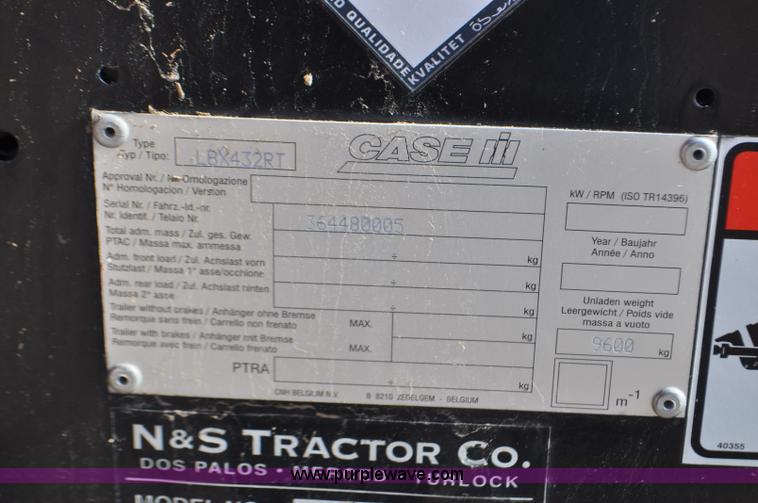 QUALIDADE
KVALITET
Type
Typ / Tipo: LBX432RT
CASE IH
Approval Nr. / Nr. Omologazione
N° Homologacion / Version
Serial Nr. / Fahrz.-Id.-nr.
Nr. Identif. / Telaio Nr. 364480005
Total adm. mass / Zul. ges. Gew.
PTAC / Massa max. ammessa kg
Adm. front load / Zul. Achslast vorn
Stutzlast / Massa 1° asse/occhione ÷ kg
Adm. rear load / Zul. Achslast hinten
Massa 2° asse ÷ kg
Trailer without brakes / Anhänger ohne Bremse
Remorque sans frein / Carrello non frenato MAX. kg
Trailer with brakes / Anhänger mit Bremse
Remorque avec frein / Carrello frenato MAX. kg
PTRA ÷ kg
CNH BELGIUM N.V. B 8210 ZEDELGEM - BELGIUM
kW / RPM (ISO TR14396)
Year / Baujahr
Année / Anno
Unladen weight
Leergewicht / Poids vide
massa a vuoto
9600 kg
m-1
40355
N&S TRACTOR CO.
DOS PALOS •
www.purplewave.com